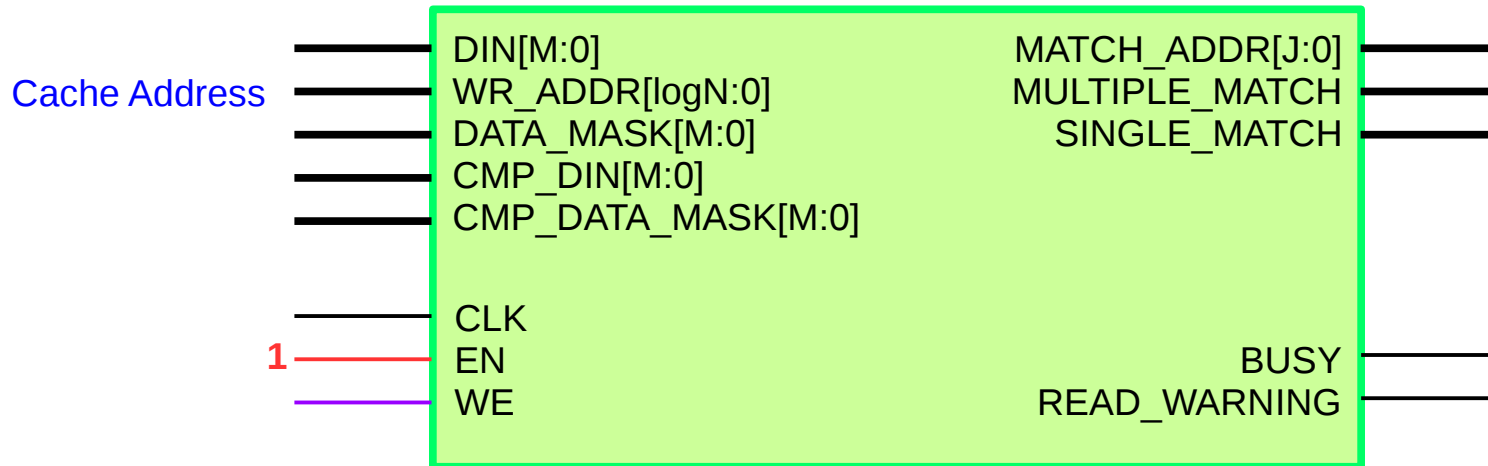 DIN[M:0] MATCH_ADDR[J:0]
Cache Address WR_ADDR[logN:0] MULTIPLE_MATCH
DATA_MASK[M:0] SINGLE_MATCH
CMP_DIN[M:0]
CMP_DATA_MASK[M:0]
CLK
1 EN BUSY
WE READ_WARNING